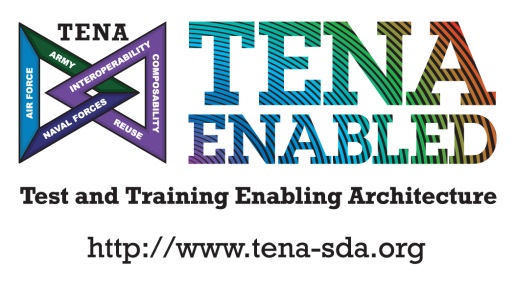 TENA
AIR FORCE
ARMY
INTEROPERABILITY
COMPOSABILITY
NAVAL FORCES
REUSE
TENA
ENABLED
Test and Training Enabling Architecture
http://www.tena-sda.org